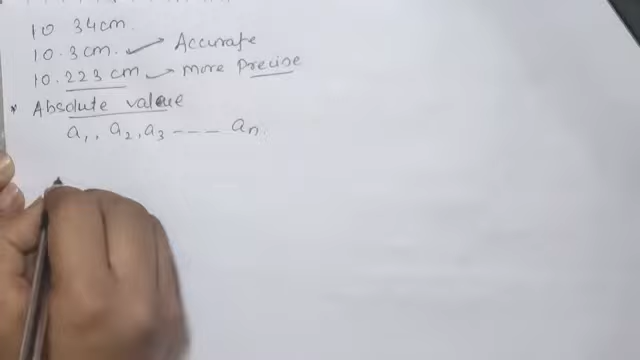 10 34cm.
10.3cm. Accurate
10.223 cm more Precise
* Absolute value
a1, a2, a3 --- an.